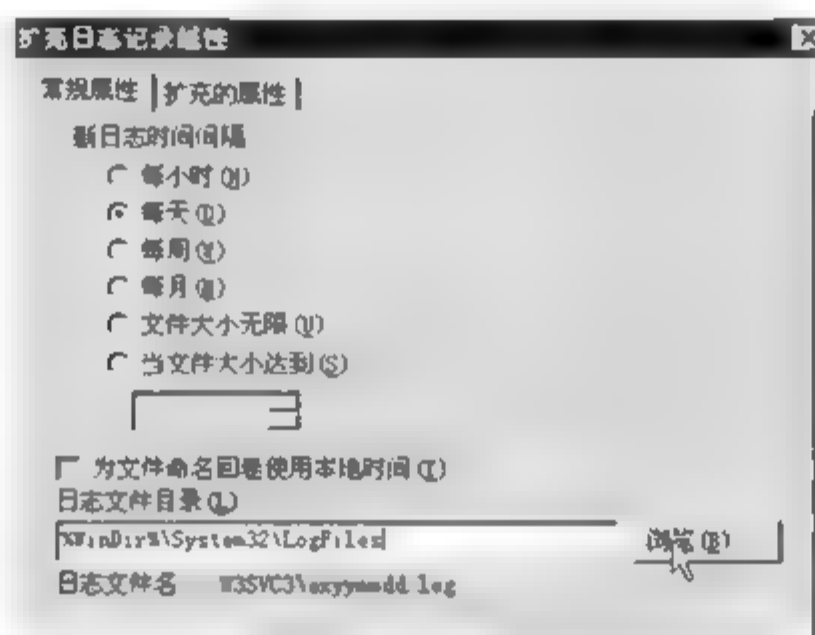 扩充日志记录属性
常规属性 扩充的属性
新日志时间间隔
每小时(H)
每天(D)
每周(W)
每月(M)
文件大小无限(U)
当文件大小达到(S)
为文件命名回卷使用本地时间(T)
日志文件目录(L)
%WinDir%\System32\LogFiles 浏览(B)
日志文件名 W3SVC3\exyymmdd.log